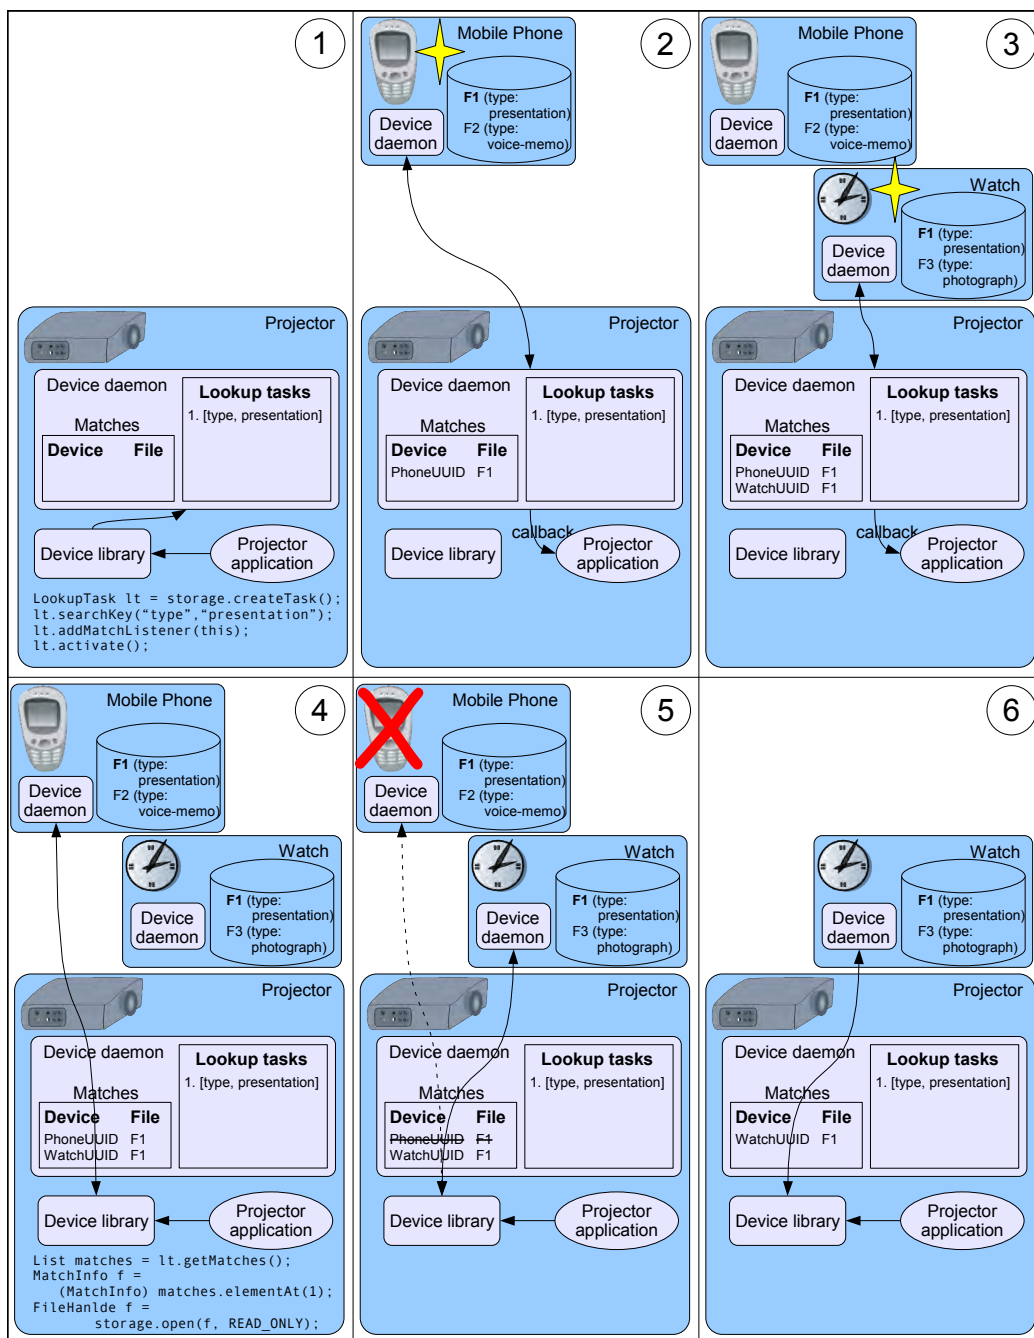 1
Projector
Device daemon
Lookup tasks
1. [type, presentation]
Matches
Device File
Device library
Projector
application
LookupTask lt = storage.createTask();
lt.searchKey(“type”,“presentation”);
lt.addMatchListener(this);
lt.activate();
2
Mobile Phone
F1 (type:
presentation)
F2 (type:
voice-memo)
Device
daemon
Projector
Device daemon
Lookup tasks
1. [type, presentation]
Matches
Device File
PhoneUUID F1
callback
Device library
Projector
application
3
Mobile Phone
F1 (type:
presentation)
F2 (type:
voice-memo)
Device
daemon
Watch
F1 (type:
presentation)
F3 (type:
photograph)
Device
daemon
Projector
Device daemon
Lookup tasks
1. [type, presentation]
Matches
Device File
PhoneUUID F1
WatchUUID F1
callback
Device library
Projector
application
4
Mobile Phone
F1 (type:
presentation)
F2 (type:
voice-memo)
Device
daemon
Watch
F1 (type:
presentation)
F3 (type:
photograph)
Device
daemon
Projector
Device daemon
Lookup tasks
1. [type, presentation]
Matches
Device File
PhoneUUID F1
WatchUUID F1
Device library
Projector
application
List matches = lt.getMatches();
MatchInfo f =
(MatchInfo) matches.elementAt(1);
FileHanlde f =
storage.open(f, READ_ONLY);
5
Mobile Phone
F1 (type:
presentation)
F2 (type:
voice-memo)
Device
daemon
Watch
F1 (type:
presentation)
F3 (type:
photograph)
Device
daemon
Projector
Device daemon
Lookup tasks
1. [type, presentation]
Matches
Device File
PhoneUUID F1
WatchUUID F1
Device library
Projector
application
6
Watch
F1 (type:
presentation)
F3 (type:
photograph)
Device
daemon
Projector
Device daemon
Lookup tasks
1. [type, presentation]
Matches
Device File
WatchUUID F1
Device library
Projector
application